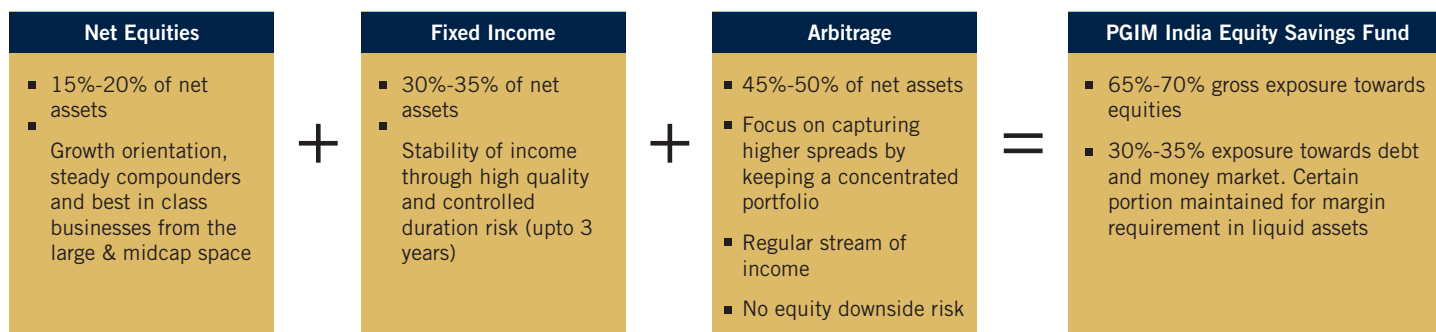 Net Equities
▪ 15%-20% of net
assets
▪
Growth orientation,
steady compounders
and best in class
businesses from the
large & midcap space
+
Fixed Income
▪ 30%-35% of net
assets
▪
Stability of income
through high quality
and controlled
duration risk (upto 3
years)
+
Arbitrage
▪ 45%-50% of net assets
▪ Focus on capturing
higher spreads by
keeping a concentrated
portfolio
▪ Regular stream of
income
▪ No equity downside risk
=
PGIM India Equity Savings Fund
▪ 65%-70% gross exposure towards
equities
▪ 30%-35% exposure towards debt
and money market. Certain
portion maintained for margin
requirement in liquid assets